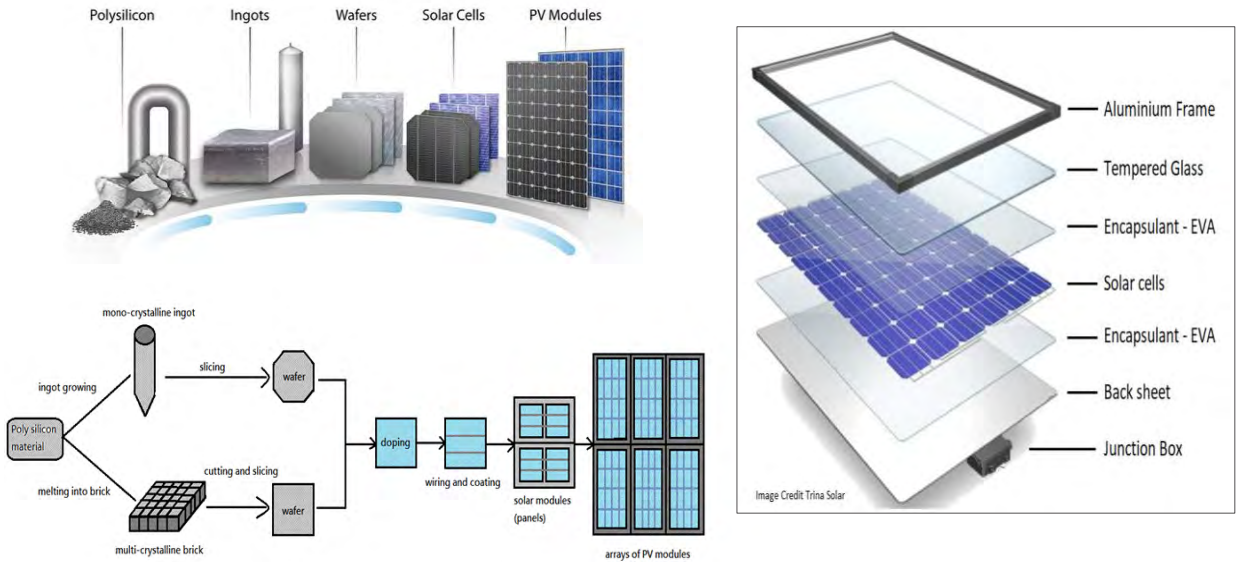 Polysilicon
Ingots
Wafers
Solar Cells
PV Modules
mono-crystalline ingot
slicing
wafer
ingot growing
Poly silicon
material
doping
melting into brick
cutting and slicing
wafer
multi-crystalline brick
wiring and coating
solar modules
(panels)
arrays of PV modules
Aluminium Frame
Tempered Glass
Encapsulant - EVA
Solar cells
Encapsulant - EVA
Back sheet
Junction Box
Image Credit Trina Solar